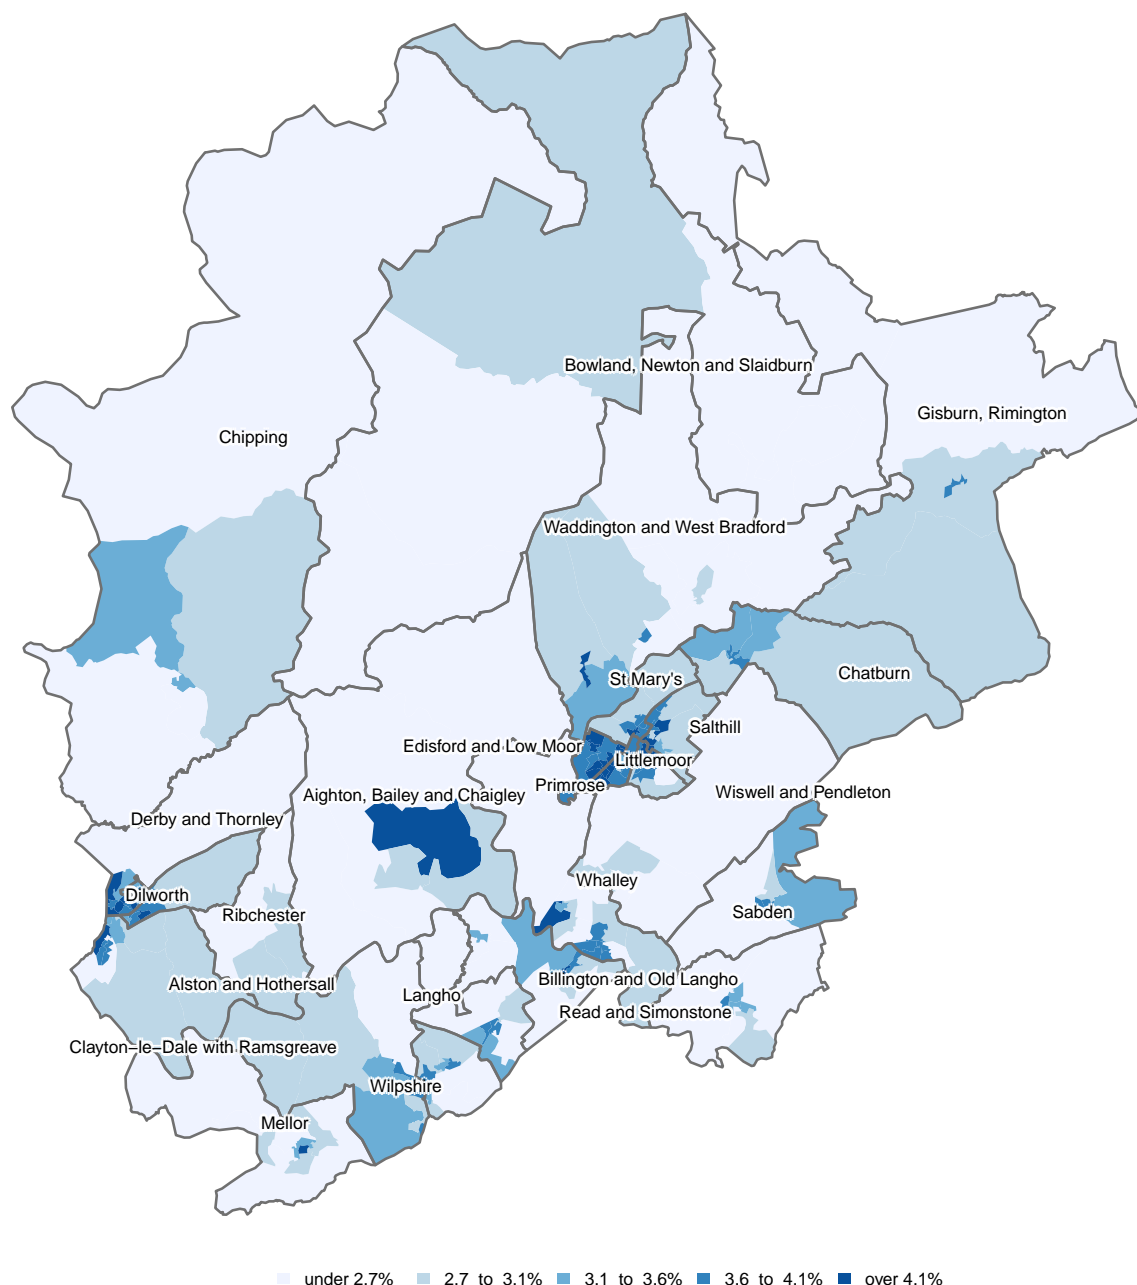 Bowland, Newton and Slaidburn
Gisburn, Rimington
Chipping
Waddington and West Bradford
Chatburn
St Mary's
Salthill
Edisford and Low Moor
Littlemoor
Primrose
Wiswell and Pendleton
Aighton, Bailey and Chaigley
Derby and Thornley
Whalley
Dilworth
Sabden
Ribchester
Billington and Old Langho
Alston and Hothersall
Langho
Read and Simonstone
Clayton−le−Dale with Ramsgreave
Wilpshire
Mellor
under 2.7% 2.7 to 3.1% 3.1 to 3.6% 3.6 to 4.1% over 4.1%